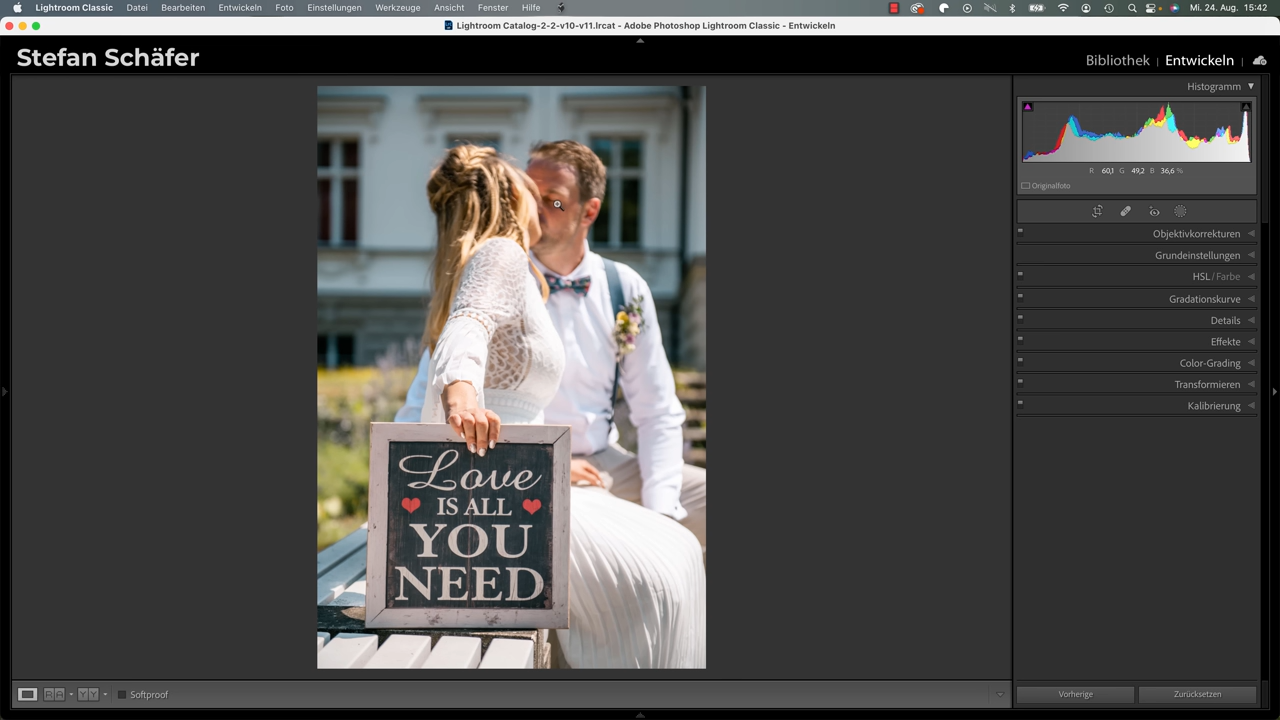 Lightroom Classic Datei Bearbeiten Entwickeln Foto Einstellungen Werkzeuge Ansicht Fenster Hilfe Mi. 24. Aug. 15:42
Lightroom Catalog-2-2-v10-v11.lrcat - Adobe Photoshop Lightroom Classic - Entwickeln
Stefan Schäfer
Bibliothek | Entwickeln |
Histogramm
R 60,1 G 49,2 B 36,6 %
Originalfoto
Objektivkorrekturen
Grundeinstellungen
HSL / Farbe
Gradationskurve
Details
Effekte
Color-Grading
Transformieren
Kalibrierung
Love
IS ALL
YOU
NEED
Softproof
Vorherige Zurücksetzen